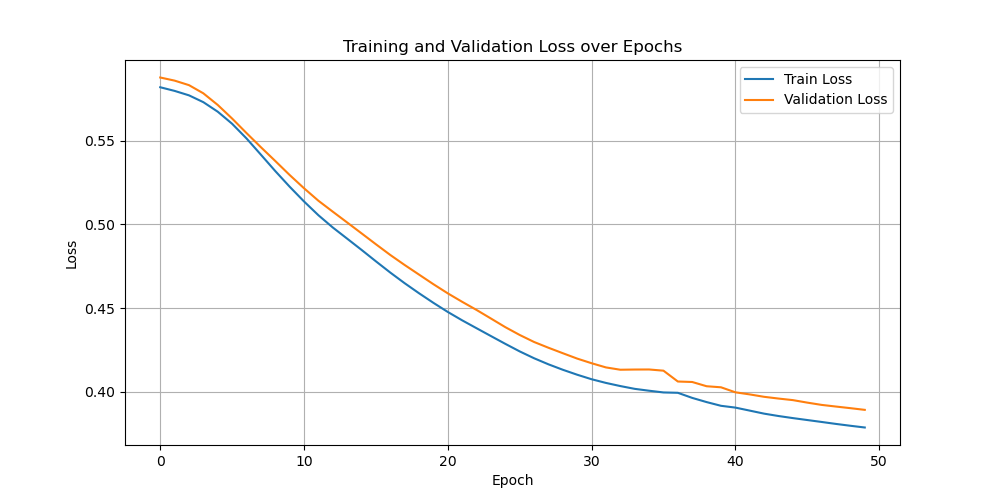 Training and Validation Loss over Epochs
Train Loss
Validation Loss
0.55
0.50
0.45
0.40
Loss
0 10 20 30 40 50
Epoch